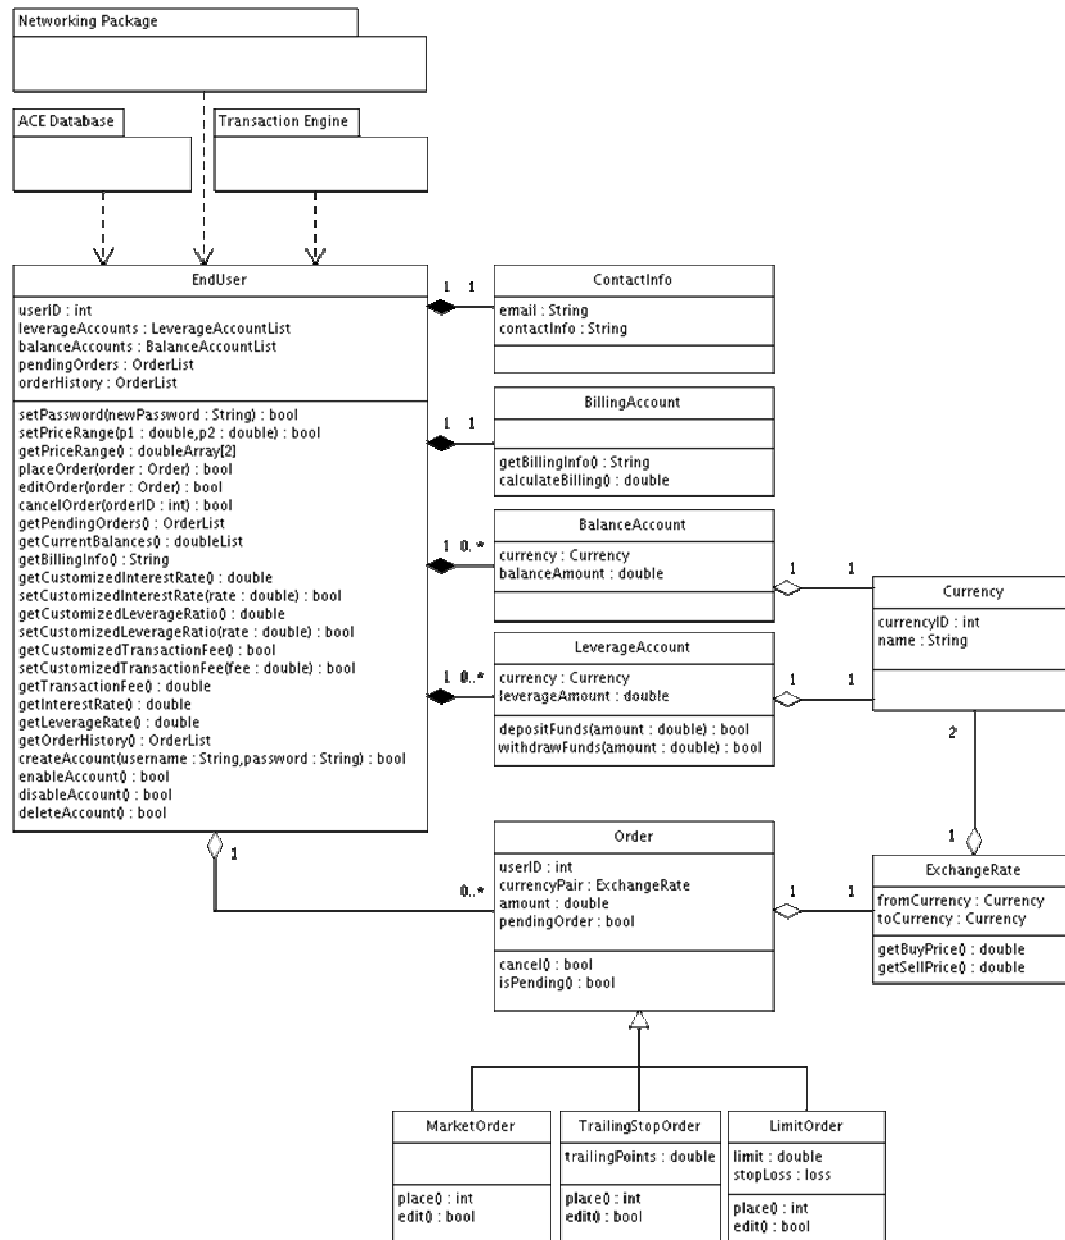 Networking Package
ACE Database
Transaction Engine
EndUser
userID : int
leverageAccounts : LeverageAccountList
balanceAccounts : BalanceAccountList
pendingOrders : OrderList
orderHistory : OrderList
setPassword(newPassword : String) : bool
setPriceRange(p1 : double,p2 : double) : bool
getPriceRange() : doubleArray[2]
placeOrder(order : Order) : bool
editOrder(order : Order) : bool
cancelOrder(orderID : int) : bool
getPendingOrders() : OrderList
getCurrentBalances() : doubleList
getBillingInfo() : String
getCustomizedInterestRate() : double
setCustomizedInterestRate(rate : double) : bool
getCustomizedLeverageRatio() : double
setCustomizedLeverageRatio(rate : double) : bool
getCustomizedTransactionFee() : bool
setCustomizedTransactionFee(fee : double) : bool
getTransactionFee() : double
getInterestRate() : double
getLeverageRate() : double
getOrderHistory() : OrderList
createAccount(username : String,password : String) : bool
enableAccount() : bool
disableAccount() : bool
deleteAccount() : bool
1 1
ContactInfo
email : String
contactInfo : String
1 1
BillingAccount
getBillingInfo() : String
calculateBilling() : double
1 0..*
BalanceAccount
currency : Currency
balanceAmount : double
1 1
1 0..*
LeverageAccount
currency : Currency
leverageAmount : double
depositFunds(amount : double) : bool
withdrawFunds(amount : double) : bool
1 1
Currency
currencyID : int
name : String
2
1
1
0..*
Order
userID : int
currencyPair : ExchangeRate
amount : double
pendingOrder : bool
cancel() : bool
isPending() : bool
1 1
ExchangeRate
fromCurrency : Currency
toCurrency : Currency
getBuyPrice() : double
getSellPrice() : double
MarketOrder
place() : int
edit() : bool
TrailingStopOrder
trailingPoints : double
place() : int
edit() : bool
LimitOrder
limit : double
stopLoss : loss
place() : int
edit() : bool